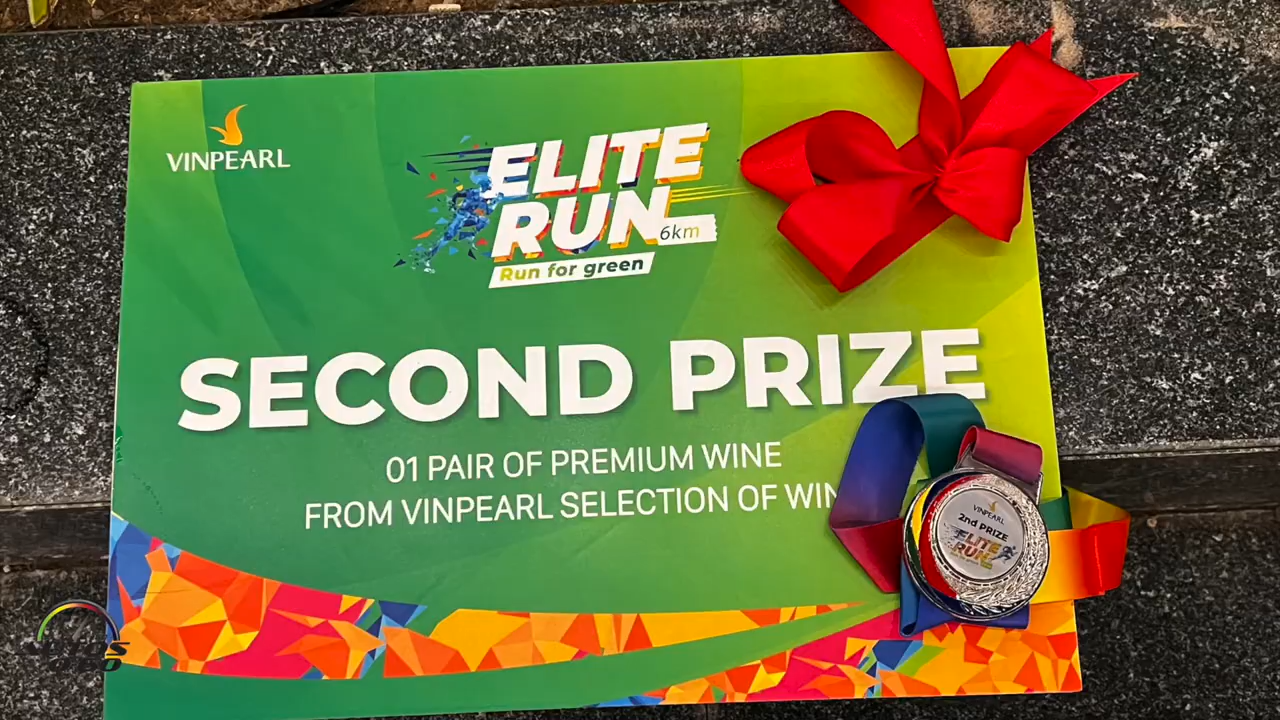 VINPEARL
ELITE
RUN
6km
Run for green
SECOND PRIZE
01 PAIR OF PREMIUM WINE
FROM VINPEARL SELECTION OF WIN
VINPEARL
2nd PRIZE
ELITE
RUN